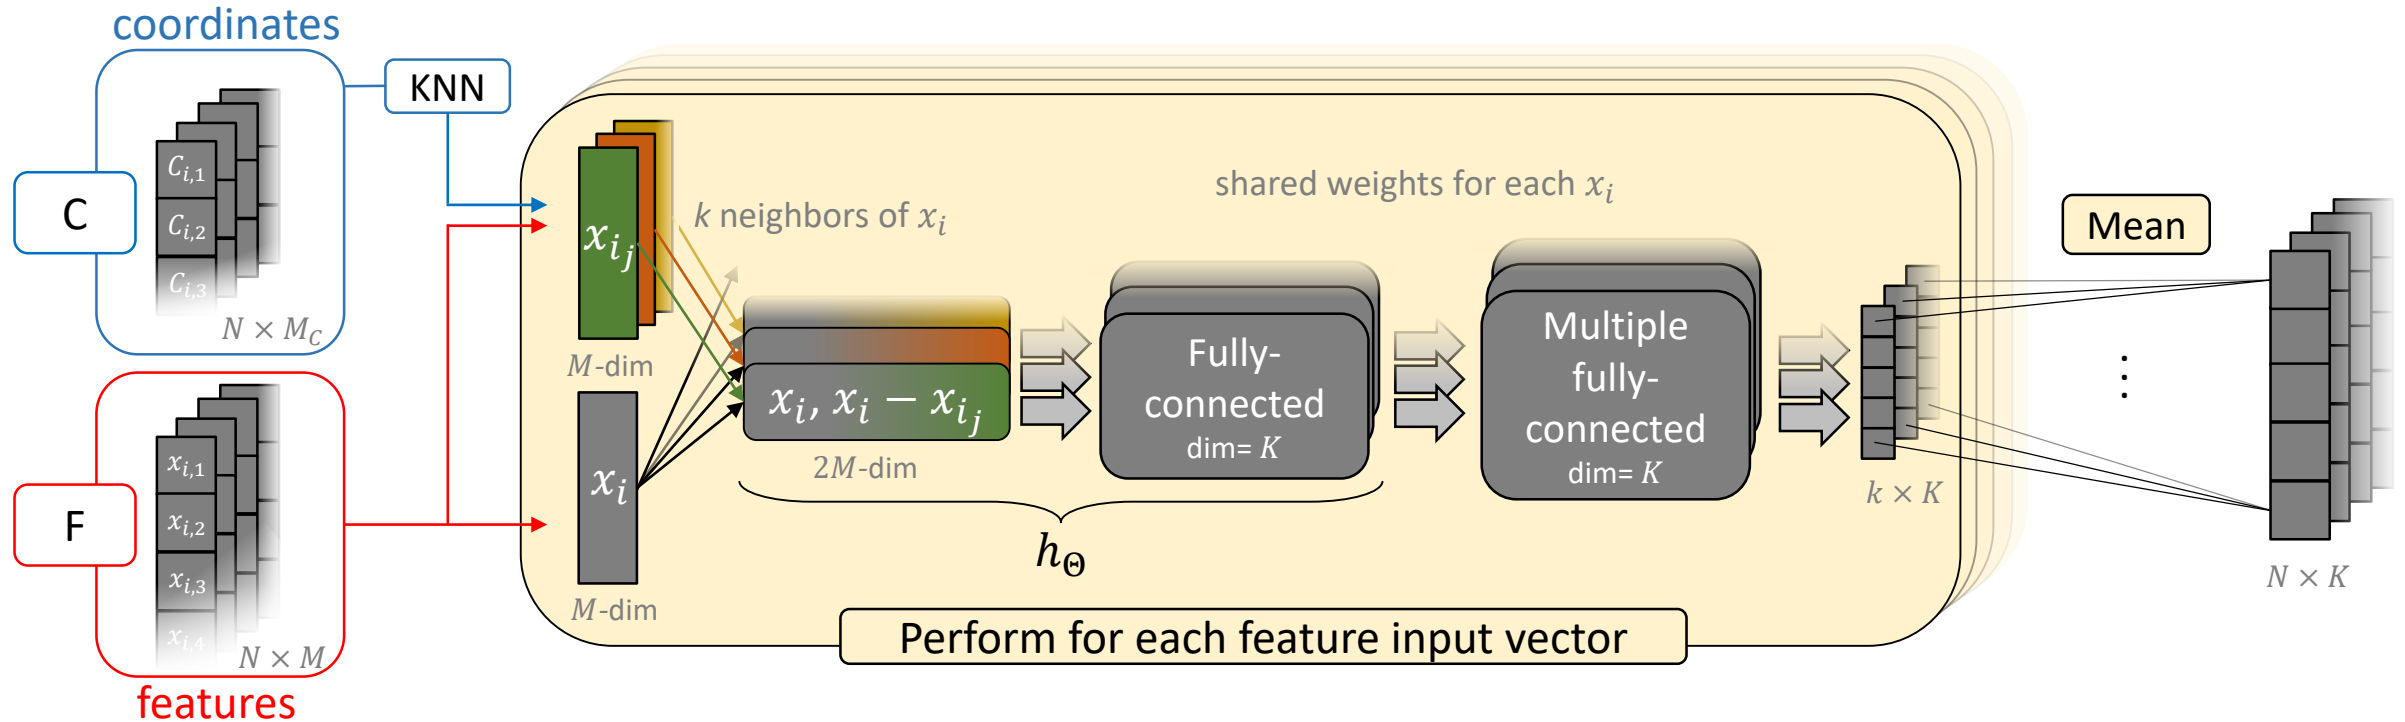 coordinates
C
C_{i,1}
C_{i,2}
C_{i,3}
N × M_C
KNN
F
x_{i,1}
x_{i,2}
x_{i,3}
x_{i,4}
N × M
features
x_{i_j}
M-dim
k neighbors of x_i
x_i
M-dim
x_i, x_i − x_{i_j}
2M-dim
h_Θ
shared weights for each x_i
Fully-
connected
dim= K
Multiple
fully-
connected
dim= K
k × K
Perform for each feature input vector
Mean
⋮
N × K